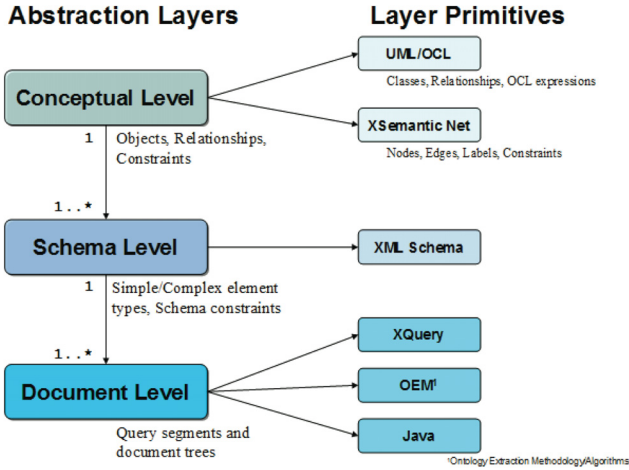 Abstraction Layers
Layer Primitives
UML/OCL
Classes, Relationships, OCL expressions
Conceptual Level
XSemantic Net
Nodes, Edges, Labels, Constraints
1
Objects, Relationships,
Constraints
1..*
Schema Level
XML Schema
1
Simple/Complex element
types, Schema constraints
1..*
XQuery
Document Level
OEM¶
Java
Query segments and
document trees
¶Ontology Extraction Methodology/Algorithms